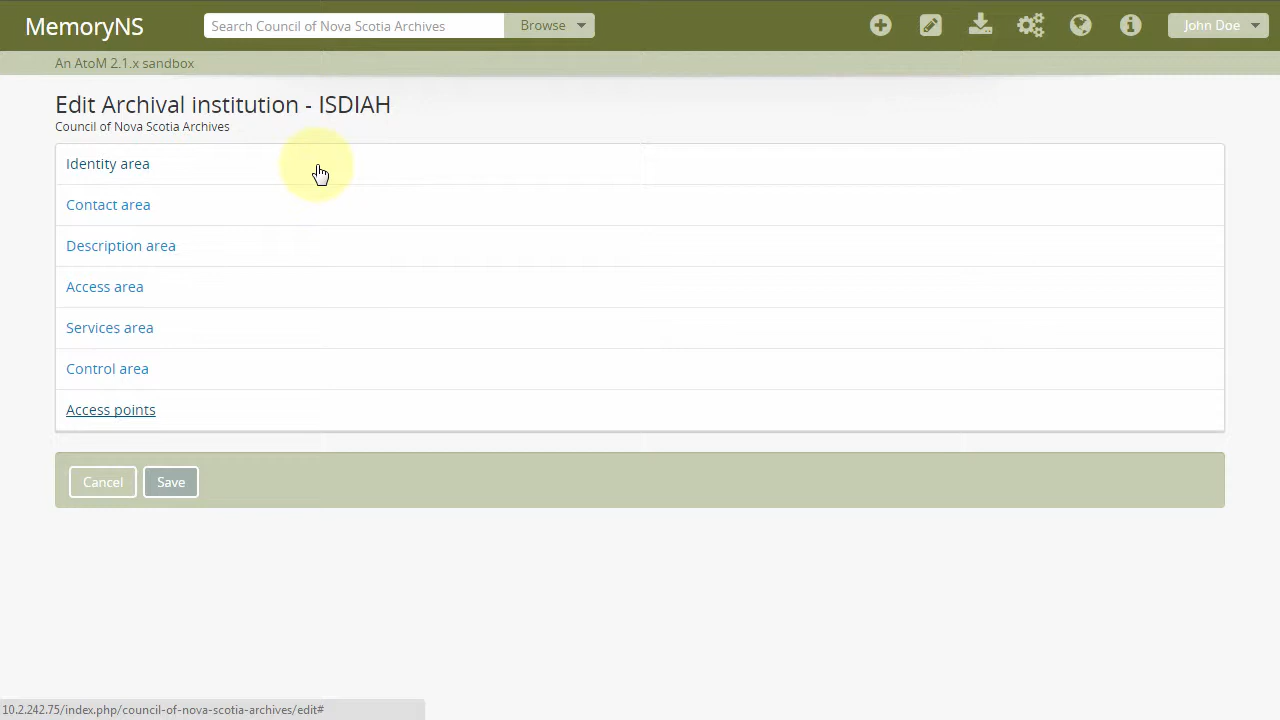 MemoryNS
Search Council of Nova Scotia Archives
Browse
John Doe
An AtoM 2.1.x sandbox
Edit Archival institution - ISDIAH
Council of Nova Scotia Archives
Identity area
Contact area
Description area
Access area
Services area
Control area
Access points
Cancel
Save
10.2.242.75/index.php/council-of-nova-scotia-archives/edit#